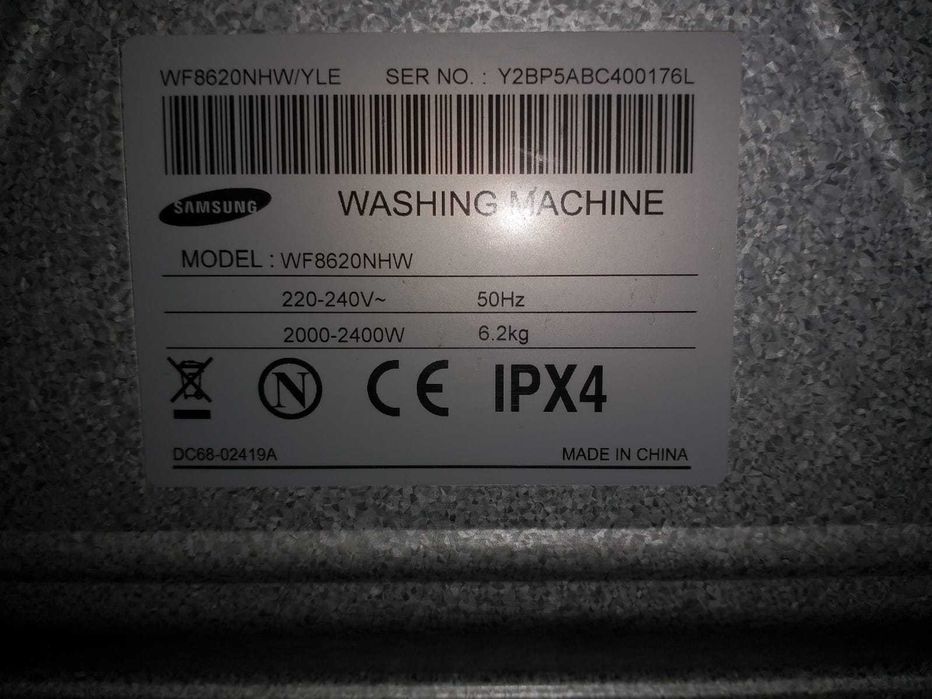 WF8620NHW/YLE SER NO. : Y2BP5ABC400176L
SAMSUNG WASHING MACHINE
MODEL : WF8620NHW
220-240V~ 50Hz
2000-2400W 6.2kg
N CE IPX4
DC68-02419A MADE IN CHINA